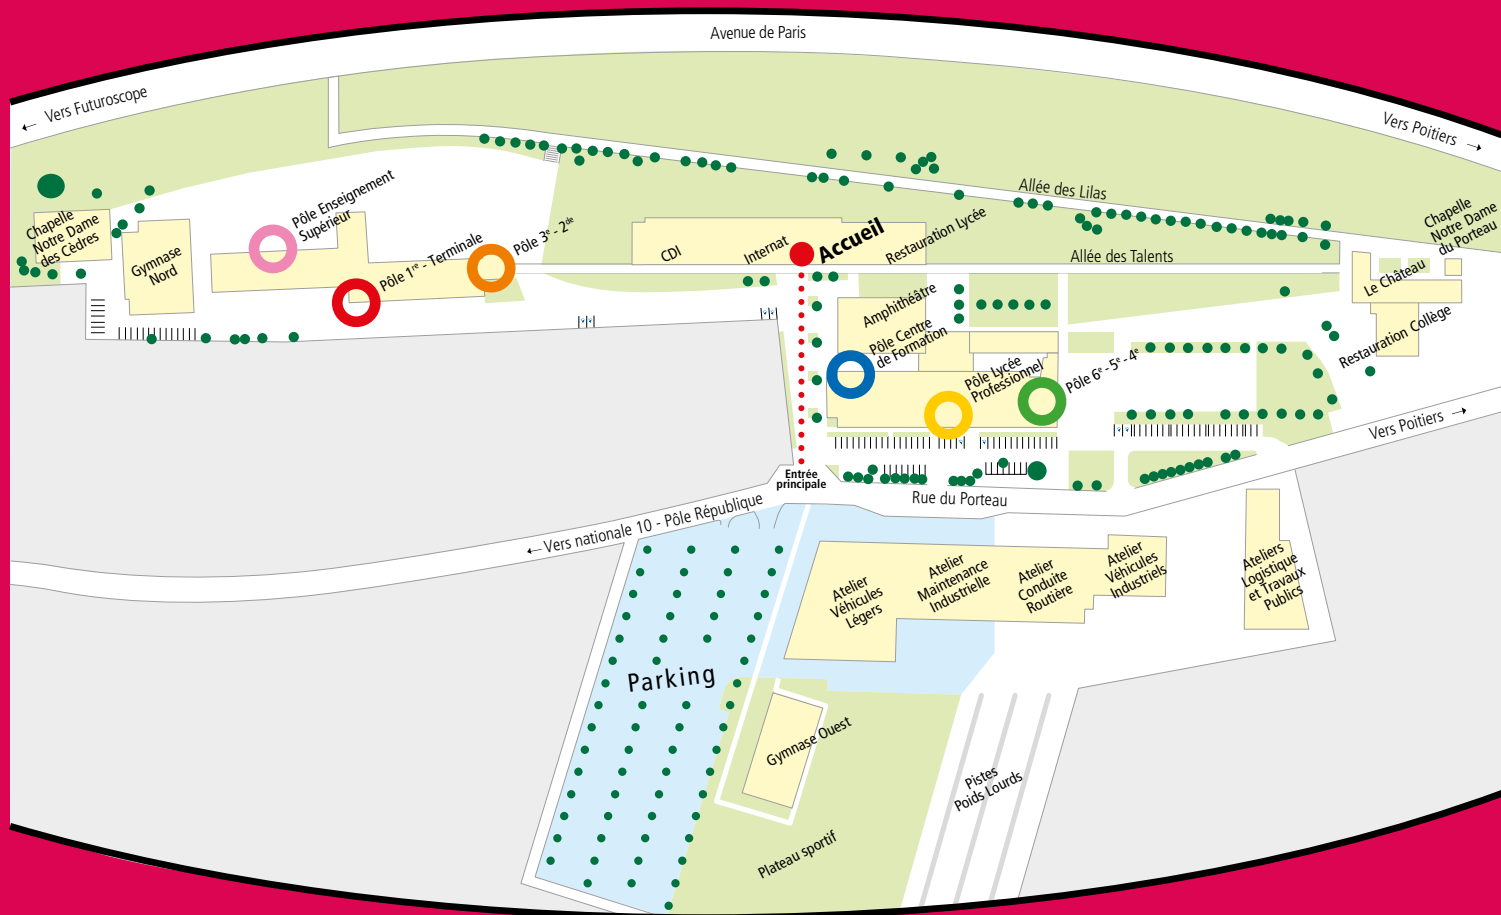 Avenue de Paris
← Vers Futuroscope
Vers Poitiers →
Allée des Lilas
Allée des Talents
Chapelle
Notre Dame
des Cèdres
Gymnase
Nord
Pôle Enseignement
Supérieur
Pôle 1re - Terminale
Pôle 3e - 2de
CDI
Internat
Accueil
Restauration Lycée
Chapelle
Notre Dame
du Porteau
Le Château
Restauration Collège
Amphithéâtre
Pôle Centre
de Formation
Pôle Lycée
Professionnel
Pôle 6e - 5e - 4e
Vers Poitiers →
Entrée
principale
Rue du Porteau
← Vers nationale 10 - Pôle République
Atelier
Véhicules
Légers
Atelier
Maintenance
Industrielle
Atelier
Conduite
Routière
Atelier
Véhicules
Industriels
Ateliers
Logistique
et Travaux
Publics
Parking
Gymnase Ouest
Pistes
Poids Lourds
Plateau sportif